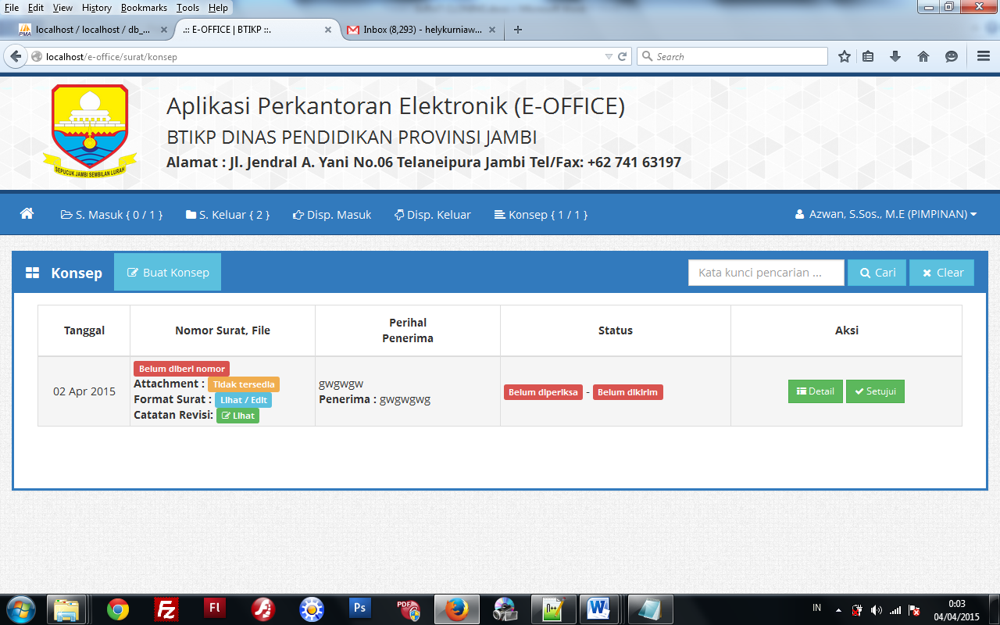 File Edit View History Bookmarks Tools Help
localhost / localhost / db_...
.:: E-OFFICE | BTIKP ::.
Inbox (8,293) - helykurniaw...
localhost/e-office/surat/konsep
Search
SEPUCUK JAMBI SEMBILAN LURAH
Aplikasi Perkantoran Elektronik (E-OFFICE)
BTIKP DINAS PENDIDIKAN PROVINSI JAMBI
Alamat : Jl. Jendral A. Yani No.06 Telaneipura Jambi Tel/Fax: +62 741 63197
S. Masuk { 0 / 1 } S. Keluar { 2 } Disp. Masuk Disp. Keluar Konsep { 1 / 1 } Azwan, S.Sos., M.E (PIMPINAN)
Konsep Buat Konsep Kata kunci pencarian ... Cari Clear
Tanggal Nomor Surat, File Perihal Penerima Status Aksi
02 Apr 2015
Belum diberi nomor
Attachment : Tidak tersedia
Format Surat : Lihat / Edit
Catatan Revisi: Lihat
gwgwgw
Penerima : gwgwgwg
Belum diperiksa - Belum dikirim
Detail Setujui
PMA
Fz
Fl
Ps
PDF
N++
W
IN
0:03
04/04/2015